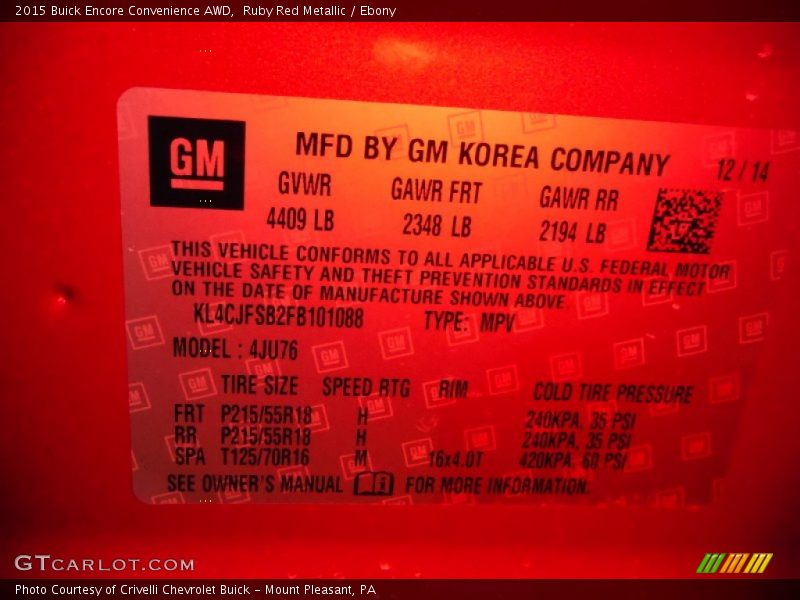 2015 Buick Encore Convenience AWD,  Ruby Red Metallic / Ebony
GM
MFD BY GM KOREA COMPANY 12 / 14
GVWR GAWR FRT GAWR RR
4409 LB 2348 LB 2194 LB
THIS VEHICLE CONFORMS TO ALL APPLICABLE U.S. FEDERAL MOTOR
VEHICLE SAFETY AND THEFT PREVENTION STANDARDS IN EFFECT
ON THE DATE OF MANUFACTURE SHOWN ABOVE.
KL4CJFSB2FB101088 TYPE: MPV
MODEL : 4JU76
TIRE SIZE SPEED RTG RIM COLD TIRE PRESSURE
FRT P215/55R18 H 240KPA, 35 PSI
RR P215/55R18 H 240KPA, 35 PSI
SPA T125/70R16 M 16x4.0T 420KPA, 60 PSI
SEE OWNER'S MANUAL FOR MORE INFORMATION.
GTCARLOT.COM
Photo Courtesy of Crivelli Chevrolet Buick - Mount Pleasant, PA